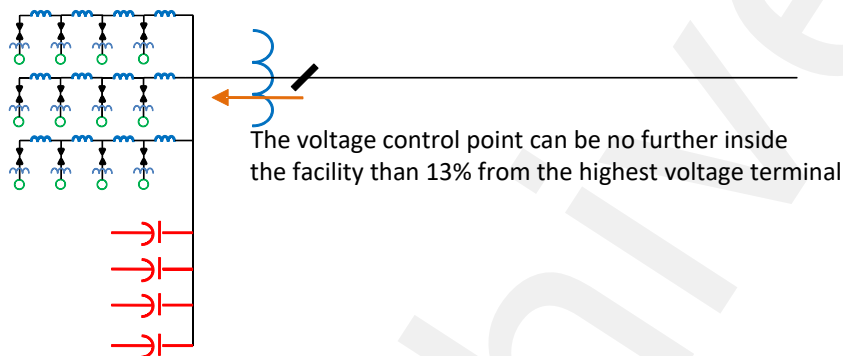 The voltage control point can be no further inside
the facility than 13% from the highest voltage terminal